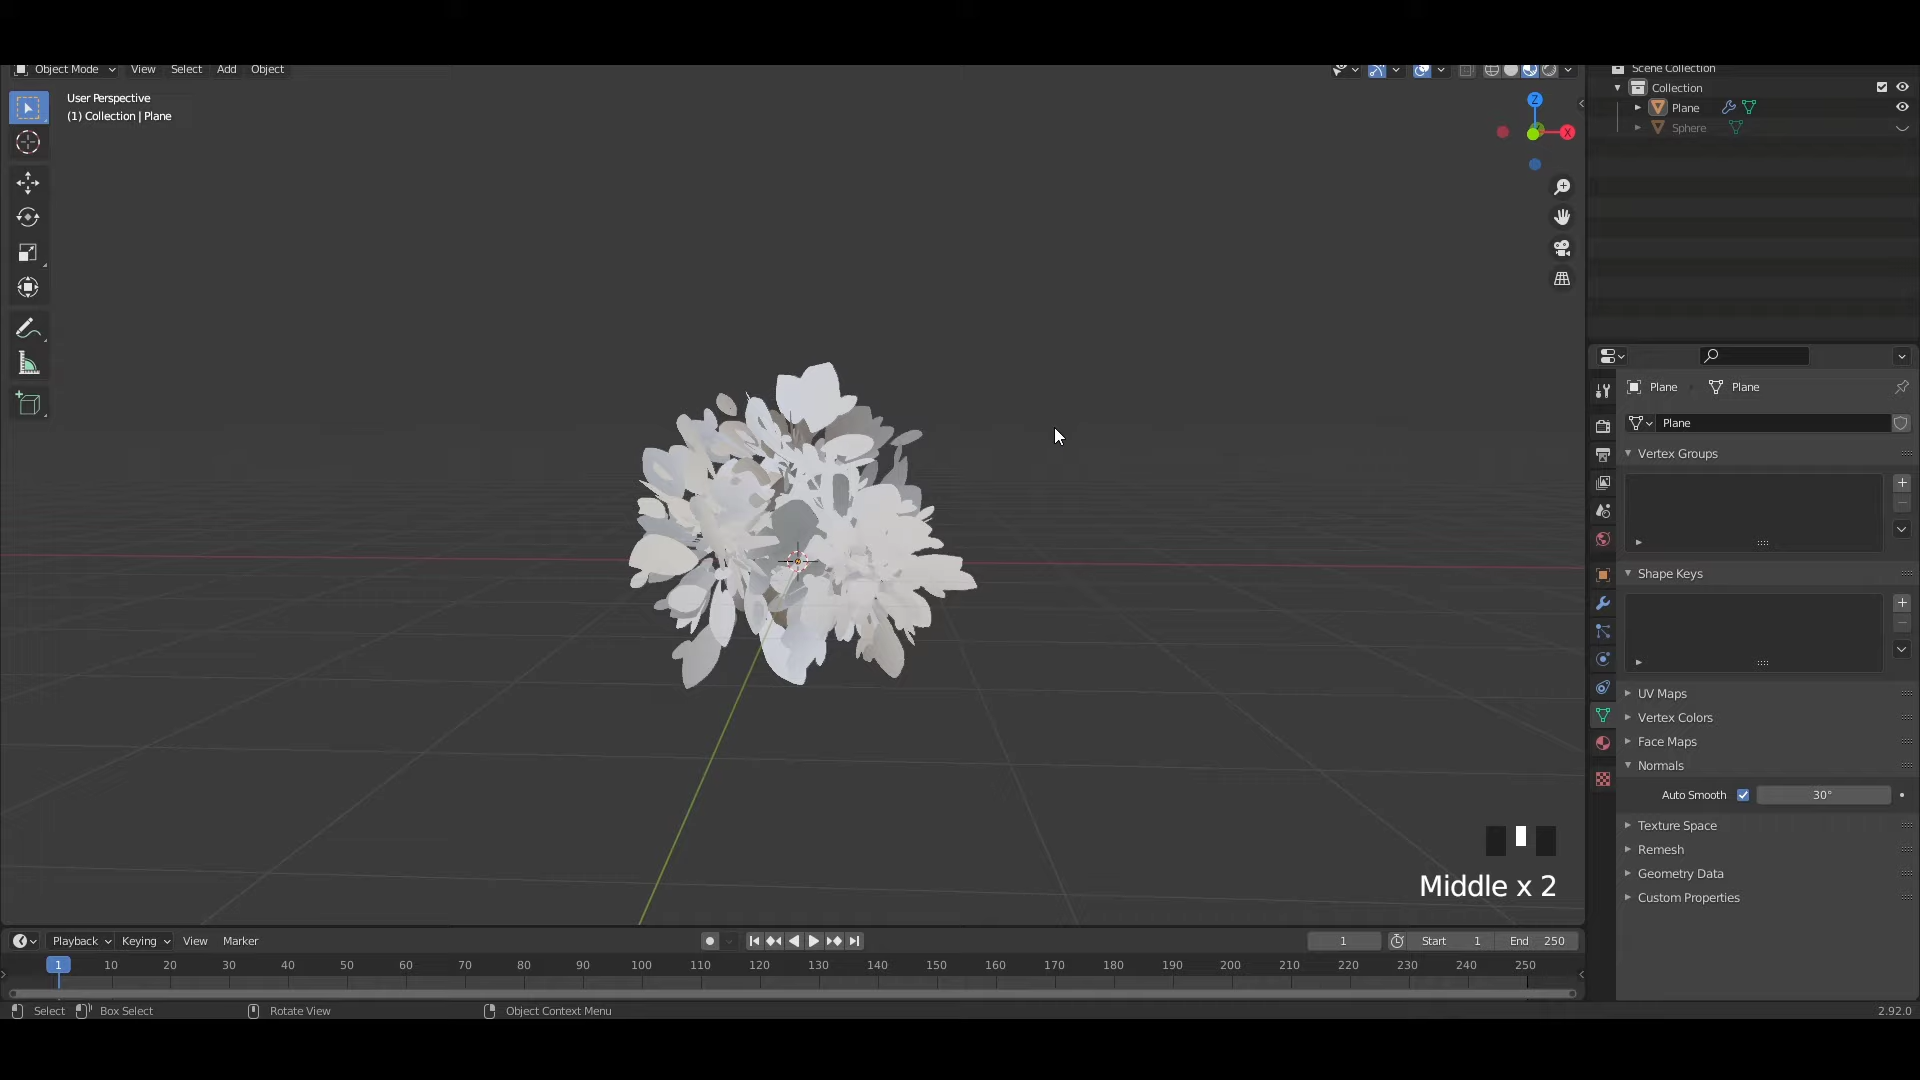 Object Mode View Select Add Object
User Perspective
(1) Collection | Plane
Z
X
Scene Collection
Collection
Plane
Sphere
Plane Plane
Plane
Vertex Groups
Shape Keys
UV Maps
Vertex Colors
Face Maps
Normals
Auto Smooth 30°
Texture Space
Remesh
Geometry Data
Custom Properties
Middle x 2
Playback Keying View Marker 1 Start 1 End 250
1 10 20 30 40 50 60 70 80 90 100 110 120 130 140 150 160 170 180 190 200 210 220 230 240 250
Select Box Select Rotate View Object Context Menu 2.92.0